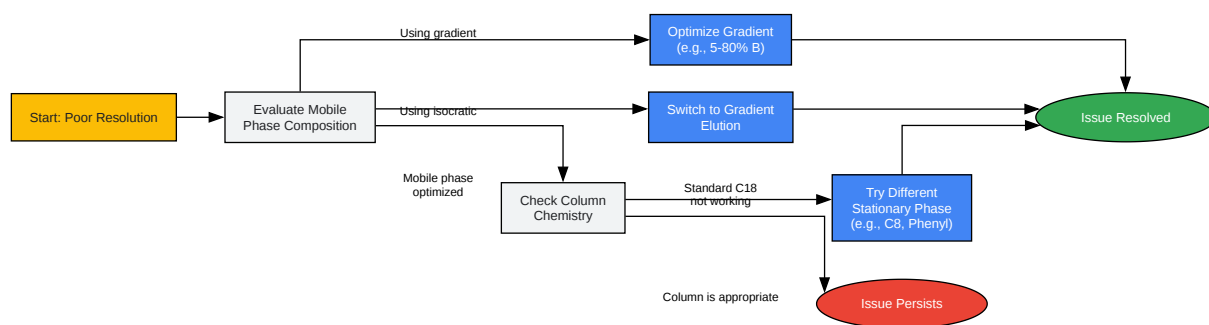 Using gradient
Optimize Gradient
(e.g., 5-80% B)
Start: Poor Resolution
Evaluate Mobile
Phase Composition
Using isocratic
Switch to Gradient
Elution
Issue Resolved
Mobile phase
optimized
Check Column
Chemistry
Standard C18
not working
Try Different
Stationary Phase
(e.g., C8, Phenyl)
Column is appropriate
Issue Persists